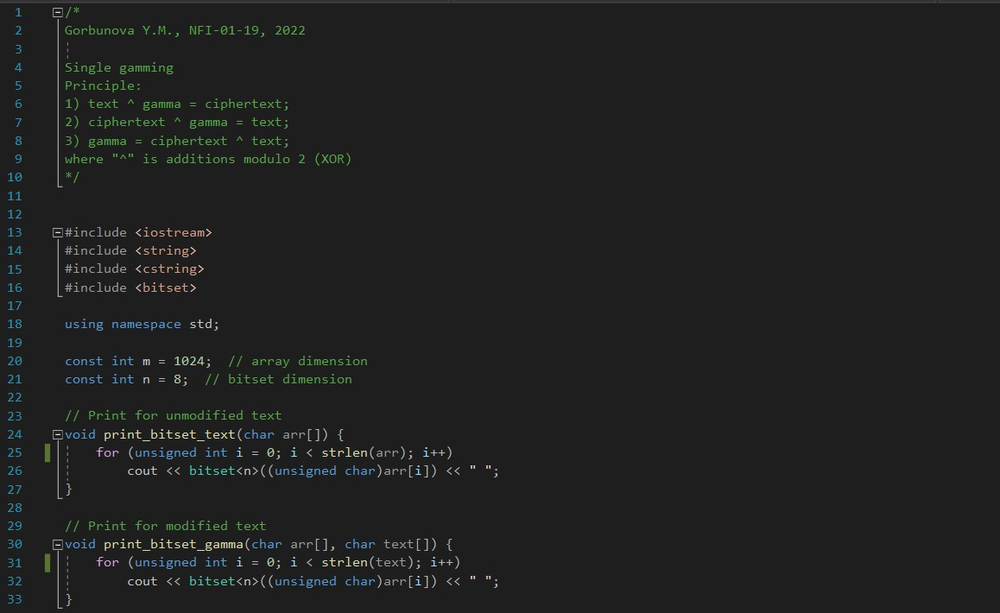 1 /*
2 Gorbunova Y.M., NFI-01-19, 2022
3
4 Single gamming
5 Principle:
6 1) text ^ gamma = ciphertext;
7 2) ciphertext ^ gamma = text;
8 3) gamma = ciphertext ^ text;
9 where "^" is additions modulo 2 (XOR)
10 */
11
12
13 #include <iostream>
14 #include <string>
15 #include <cstring>
16 #include <bitset>
17
18 using namespace std;
19
20 const int m = 1024;  // array dimension
21 const int n = 8;  // bitset dimension
22
23 // Print for unmodified text
24 void print_bitset_text(char arr[]) {
25     for (unsigned int i = 0; i < strlen(arr); i++)
26         cout << bitset<n>((unsigned char)arr[i]) << " ";
27 }
28
29 // Print for modified text
30 void print_bitset_gamma(char arr[], char text[]) {
31     for (unsigned int i = 0; i < strlen(text); i++)
32         cout << bitset<n>((unsigned char)arr[i]) << " ";
33 }